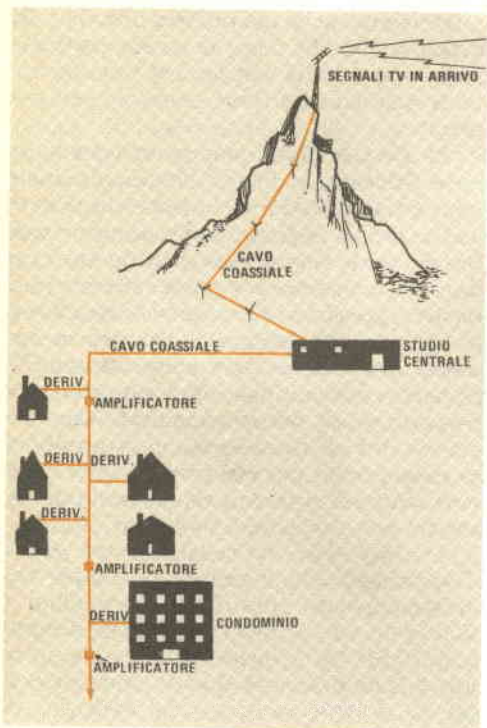 SEGNALI TV IN ARRIVO
CAVO
COASSIALE
CAVO COASSIALE
STUDIO
CENTRALE
DERIV
AMPLIFICATORE
DERIV.
DERIV.
DERIV.
AMPLIFICATORE
DERIV
CONDOMINIO
AMPLIFICATORE